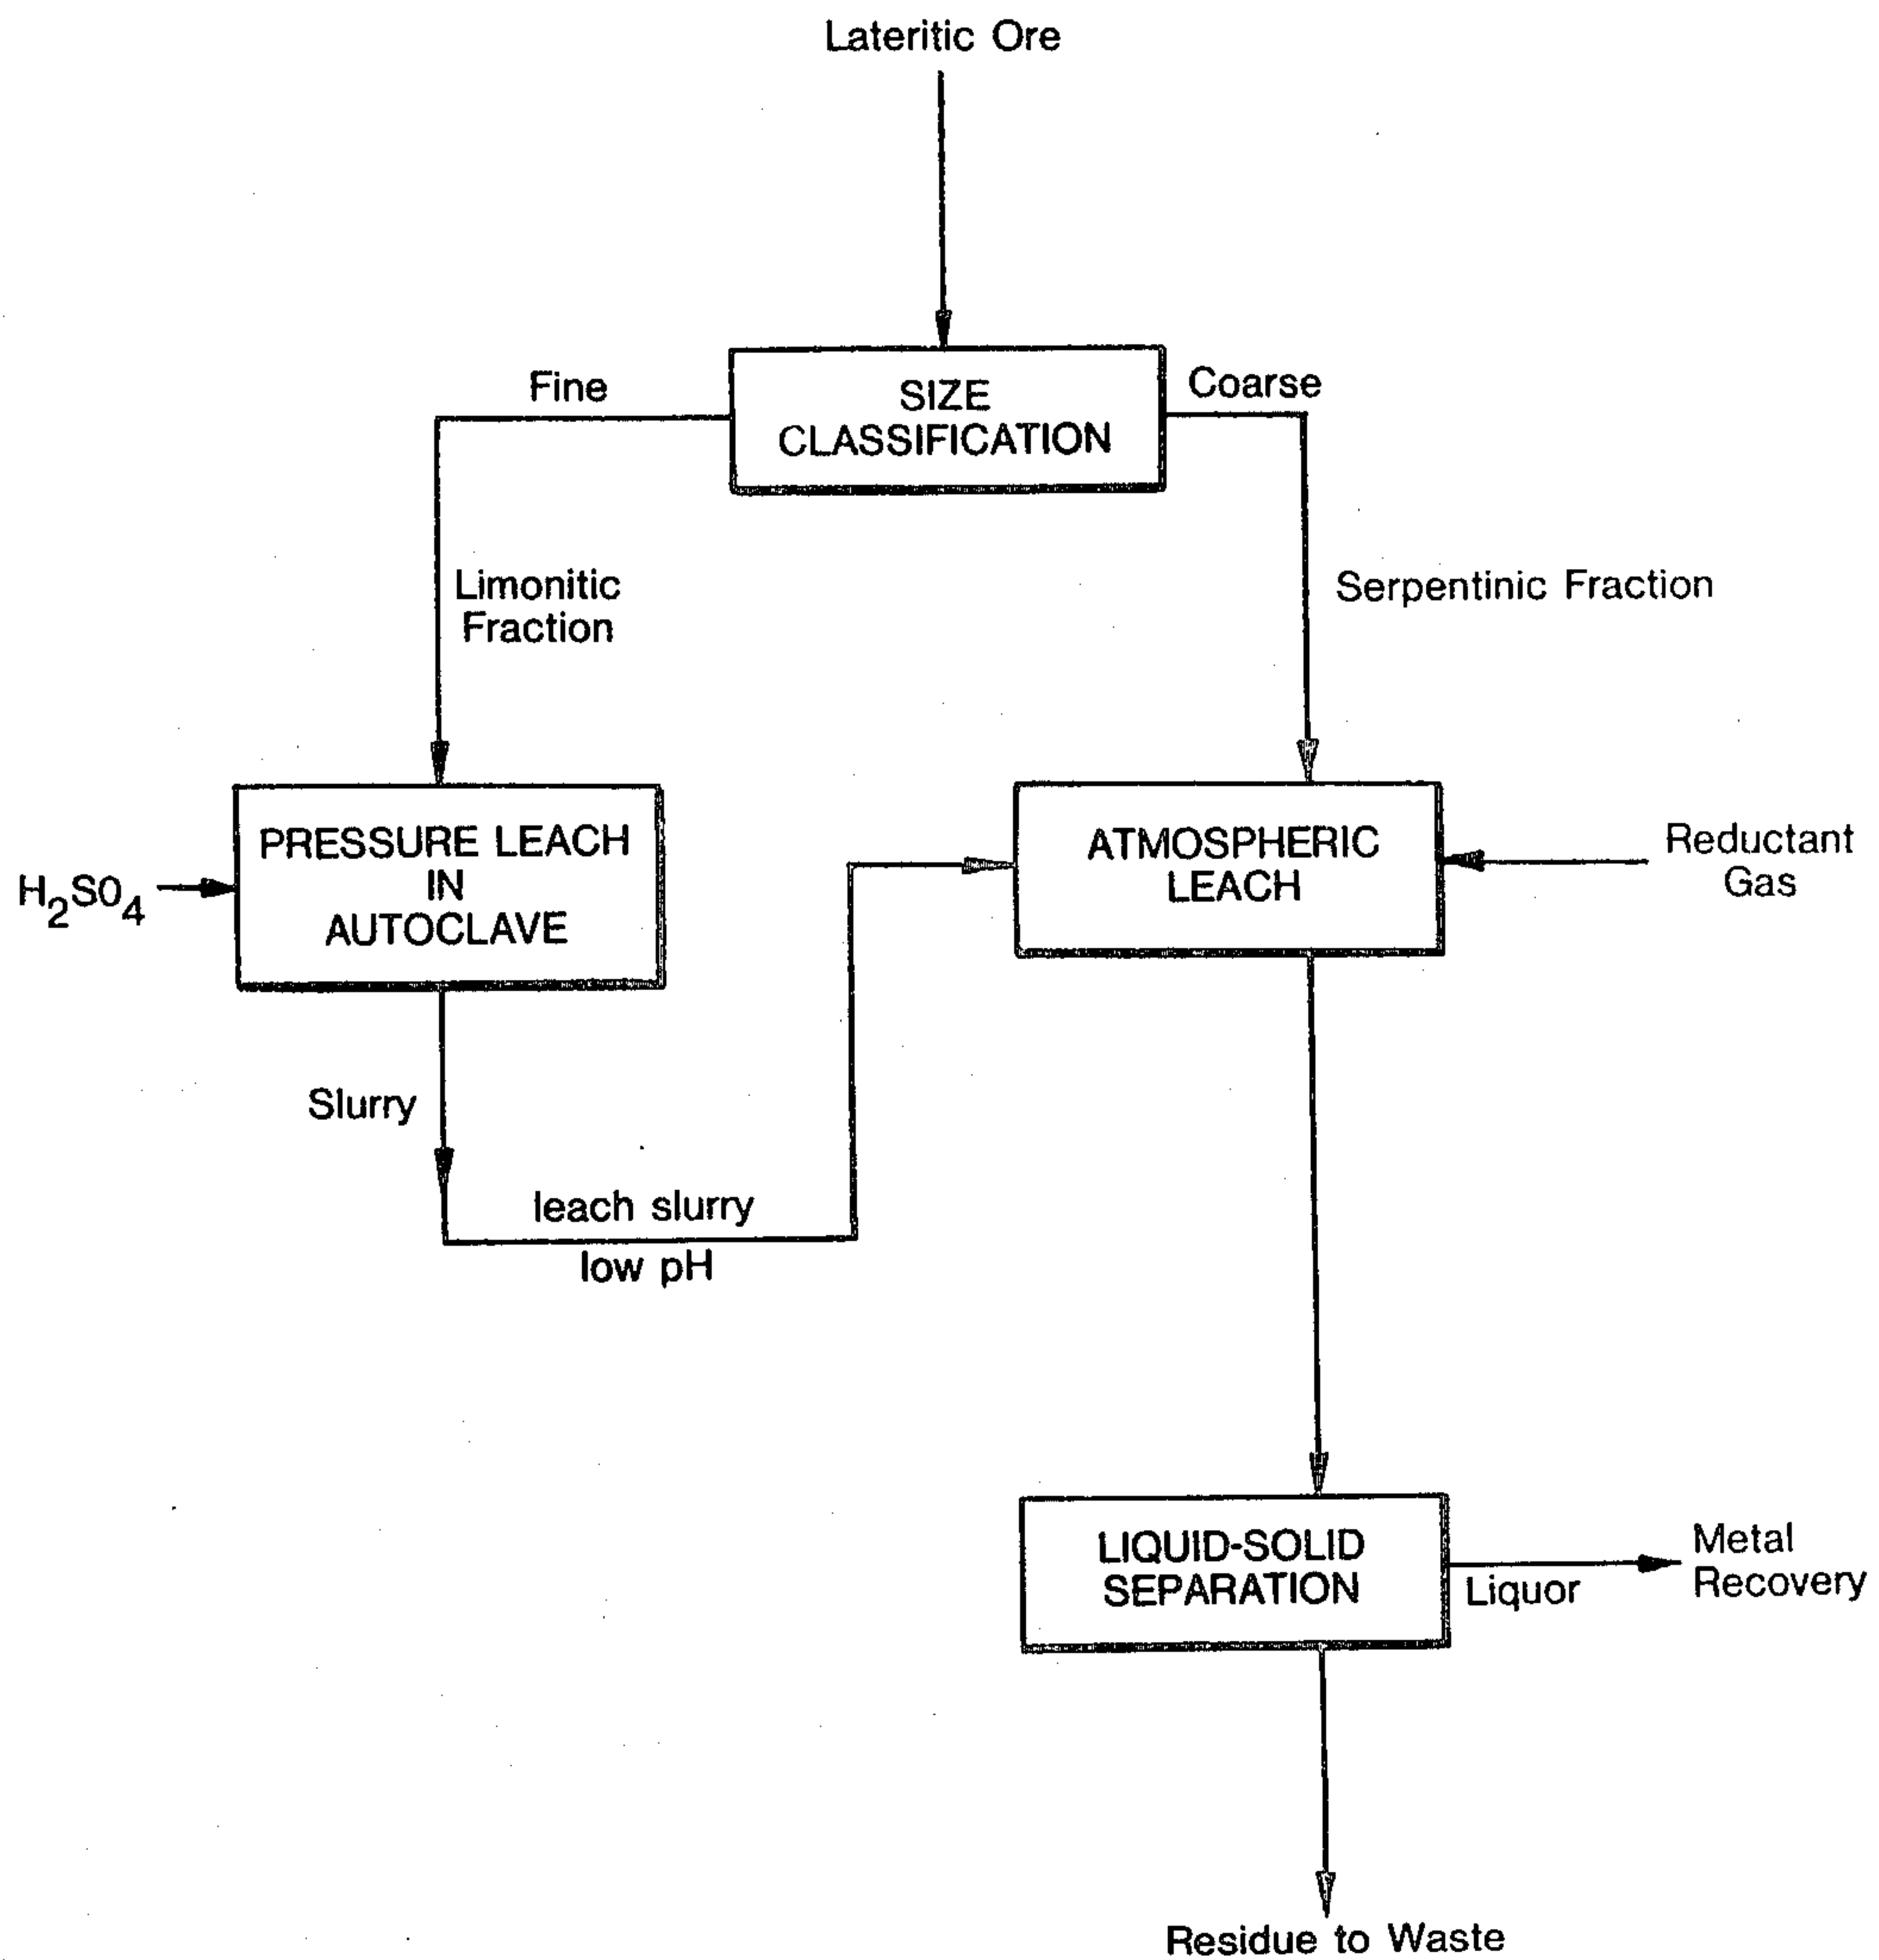 Lateritic Ore
Fine
SIZE
CLASSIFICATION
Coarse
Limonitic
Fraction
Serpentinic Fraction
H2SO4
PRESSURE LEACH
IN
AUTOCLAVE
ATMOSPHERIC
LEACH
Reductant
Gas
Slurry
leach slurry
low pH
LIQUID-SOLID
SEPARATION
Liquor
Metal
Recovery
Residue to Waste